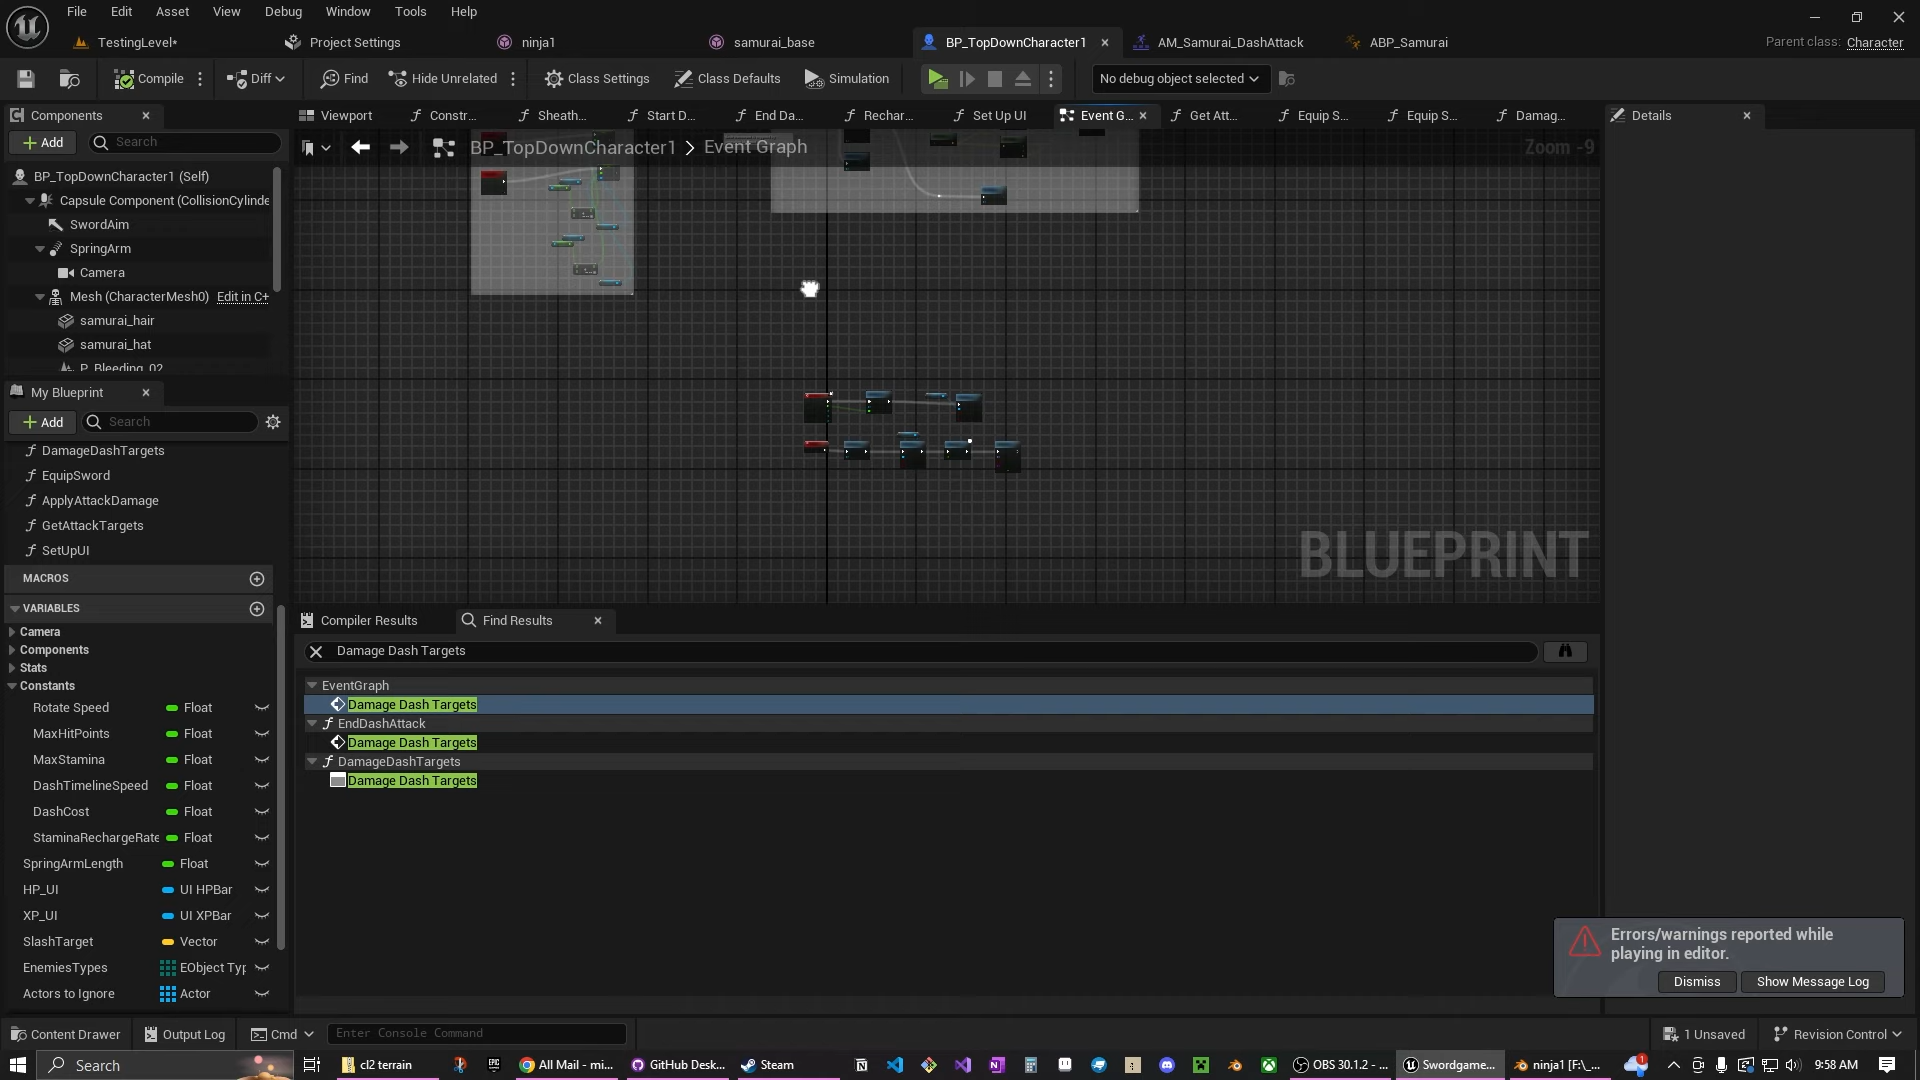 File Edit Asset View Debug Window Tools Help
TestingLevel* Project Settings ninja1 samurai_base BP_TopDownCharacter1 AM_Samurai_DashAttack ABP_Samurai Parent class: Character
Compile Diff Find Hide Unrelated Class Settings Class Defaults Simulation No debug object selected
Components Viewport Constr... Sheath... Start D... End Da... Rechar... Set Up UI Event G... Get Att... Equip S... Equip S... Damag... Details
Add Search
BP_TopDownCharacter1 > Event Graph Zoom -9
BP_TopDownCharacter1 (Self)
Capsule Component (CollisionCylinde
SwordAim
SpringArm
Camera
Mesh (CharacterMesh0) Edit in C+
samurai_hair
samurai_hat
P_Bleeding_02
My Blueprint
Add Search
DamageDashTargets
EquipSword
ApplyAttackDamage
GetAttackTargets
SetUpUI
BLUEPRINT
MACROS
VARIABLES
Camera
Components
Stats
Constants
Rotate Speed Float
MaxHitPoints Float
MaxStamina Float
DashTimelineSpeed Float
DashCost Float
StaminaRechargeRate Float
SpringArmLength Float
HP_UI UI HPBar
XP_UI UI XPBar
SlashTarget Vector
EnemiesTypes EObject Typ
Actors to Ignore Actor
Compiler Results Find Results
Damage Dash Targets
EventGraph
Damage Dash Targets
EndDashAttack
Damage Dash Targets
DamageDashTargets
Damage Dash Targets
Errors/warnings reported while
playing in editor.
Dismiss Show Message Log
Content Drawer Output Log Cmd Enter Console Command 1 Unsaved Revision Control
Search cl2 terrain All Mail - mi... GitHub Desk... Steam OBS 30.1.2 - ... Swordgame... ninja1 [F:\_... 9:58 AM